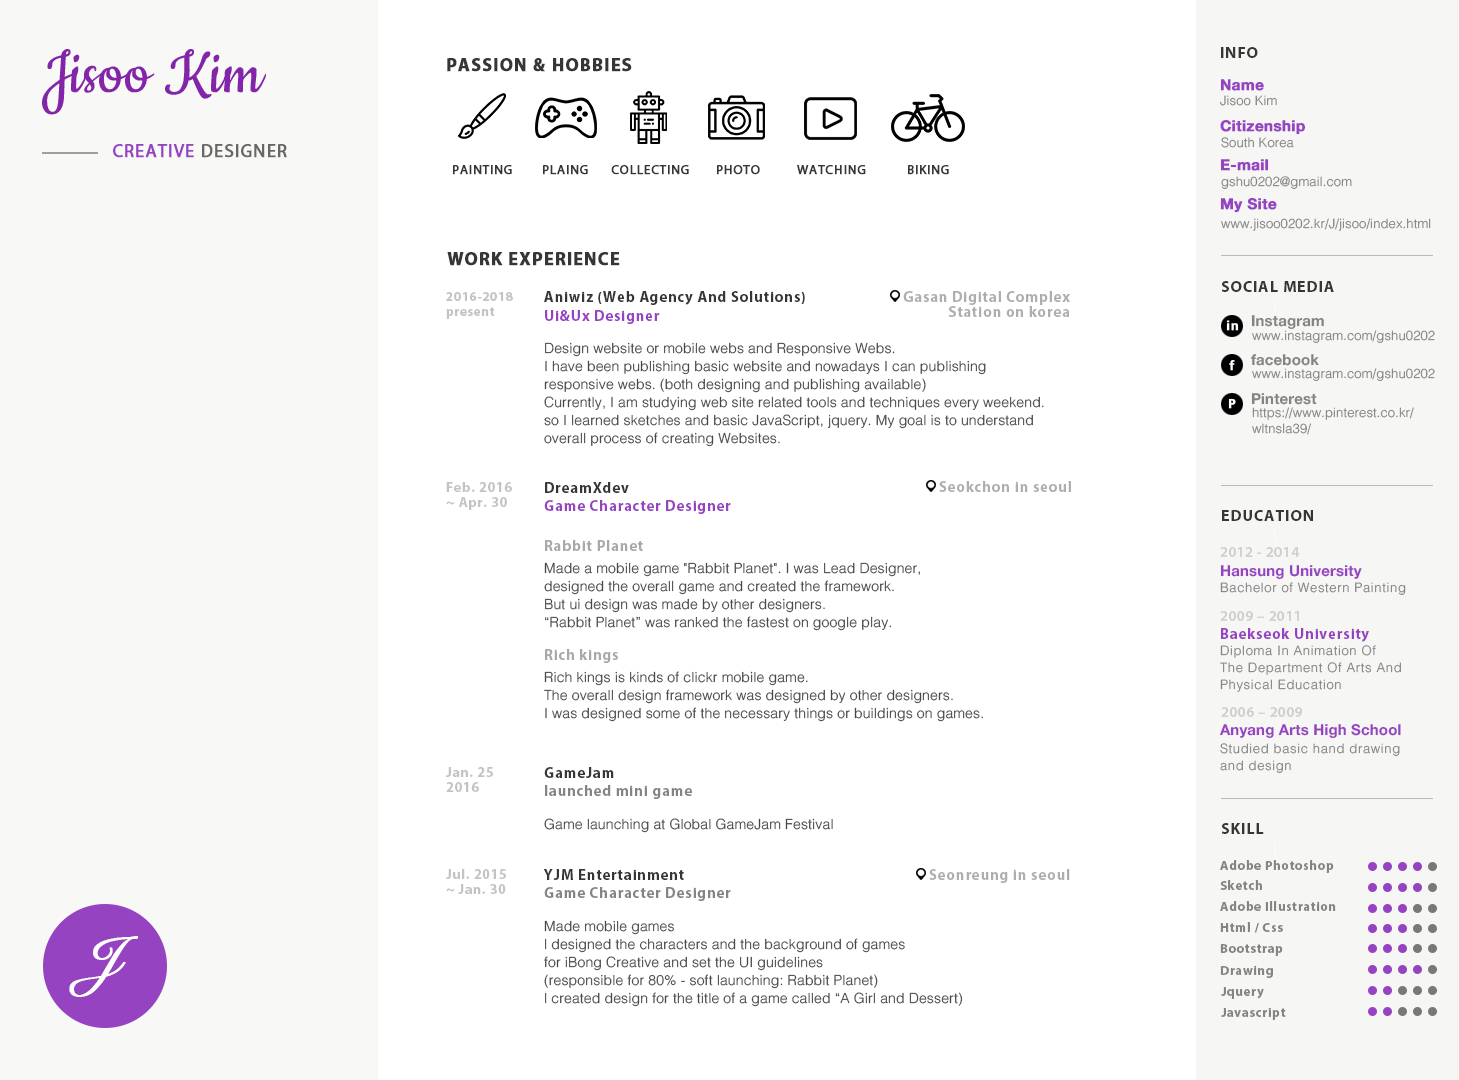 Jisoo Kim
CREATIVE DESIGNER
J
PASSION & HOBBIES
PAINTING PLAING COLLECTING PHOTO WATCHING BIKING
WORK EXPERIENCE
2016-2018
present
Aniwiz (Web Agency And Solutions)
Ui&Ux Designer
Gasan Digital Complex
Station on korea
Design website or mobile webs and Responsive Webs.
I have been publishing basic website and nowadays I can publishing
responsive webs. (both designing and publishing available)
Currently, I am studying web site related tools and techniques every weekend.
so I learned sketches and basic JavaScript, jquery. My goal is to understand
overall process of creating Websites.
Feb. 2016
~ Apr. 30
DreamXdev
Game Character Designer
Seokchon in seoul
Rabbit Planet
Made a mobile game "Rabbit Planet". I was Lead Designer,
designed the overall game and created the framework.
But ui design was made by other designers.
“Rabbit Planet” was ranked the fastest on google play.
Rich kings
Rich kings is kinds of clickr mobile game.
The overall design framework was designed by other designers.
I was designed some of the necessary things or buildings on games.
Jan. 25
2016
GameJam
launched mini game
Game launching at Global GameJam Festival
Jul. 2015
~ Jan. 30
YJM Entertainment
Game Character Designer
Seonreung in seoul
Made mobile games
I designed the characters and the background of games
for iBong Creative and set the UI guidelines
(responsible for 80% - soft launching: Rabbit Planet)
I created design for the title of a game called “A Girl and Dessert)
INFO
Name
Jisoo Kim
Citizenship
South Korea
E-mail
gshu0202@gmail.com
My Site
www.jisoo0202.kr/J/jisoo/index.html
SOCIAL MEDIA
in Instagram
www.instagram.com/gshu0202
f facebook
www.instagram.com/gshu0202
P Pinterest
https://www.pinterest.co.kr/
wltnsla39/
EDUCATION
2012 - 2014
Hansung University
Bachelor of Western Painting
2009 – 2011
Baekseok University
Diploma In Animation Of
The Department Of Arts And
Physical Education
2006 – 2009
Anyang Arts High School
Studied basic hand drawing
and design
SKILL
Adobe Photoshop
Sketch
Adobe Illustration
Html / Css
Bootstrap
Drawing
Jquery
Javascript